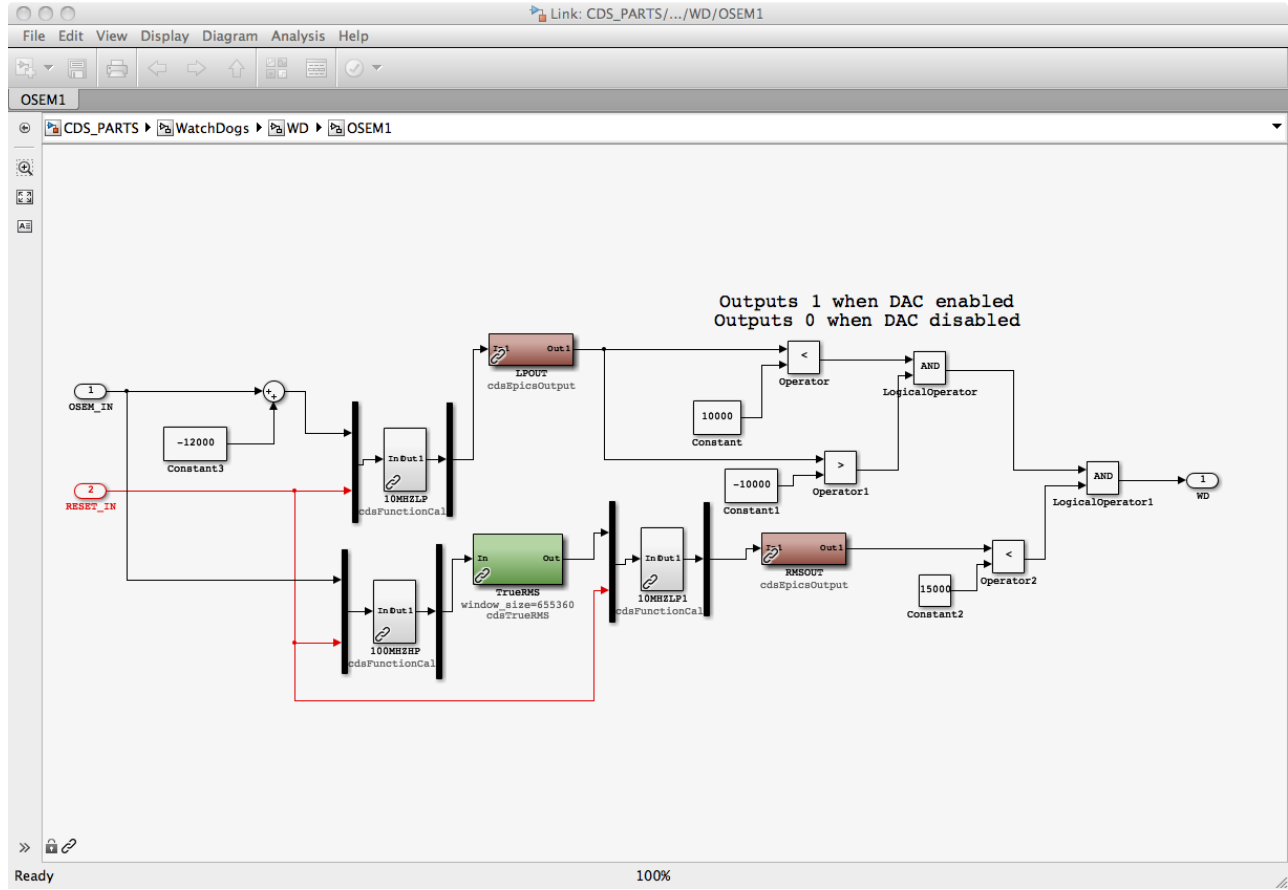 Link: CDS_PARTS/.../WD/OSEM1
File Edit View Display Diagram Analysis Help
OSEM1
CDS_PARTS WatchDogs WD OSEM1
Outputs 1 when DAC enabled
Outputs 0 when DAC disabled
1
OSEM_IN
-12000
Constant3
2
RESET_IN
In1 Out1
LPOUT
cdsEpicsOutput
In Out1
10MHZLP
cdsFunctionCal
<
Operator
10000
Constant
AND
LogicalOperator
>
Operator1
-10000
Constant1
AND
LogicalOperator1
1
WD
In Out1
100MHZHP
cdsFunctionCal
In Out
TrueRMS
window_size=655360
cdsTrueRMS
In Out1
10MHZLP1
cdsFunctionCal
In1 Out1
RMSOUT
cdsEpicsOutput
<
Operator2
15000
Constant2
Ready 100%